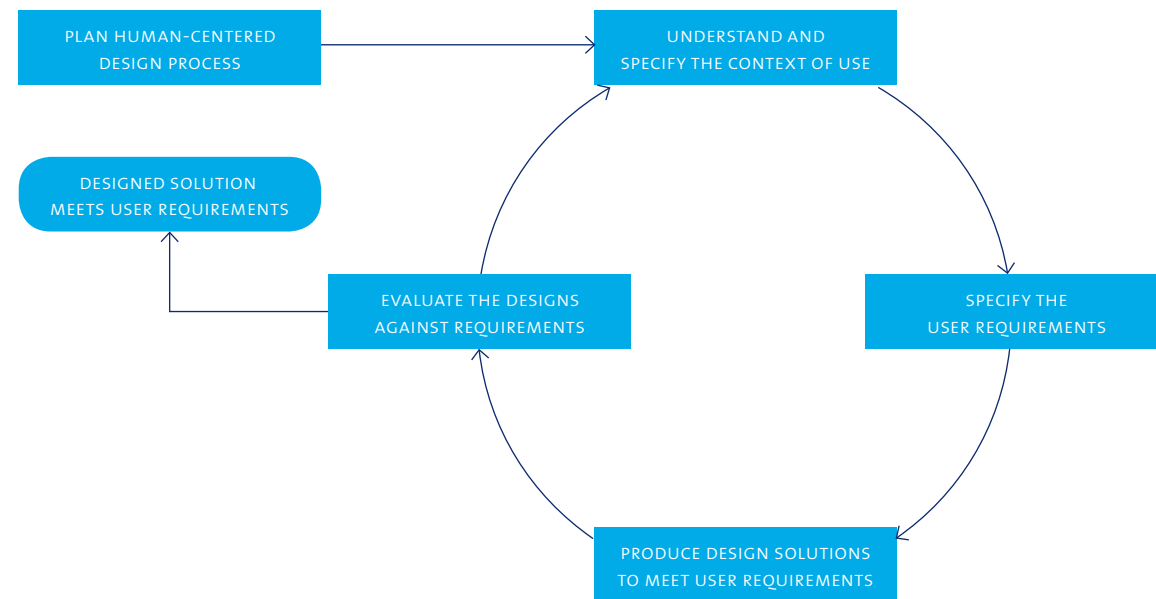 PLAN HUMAN-CENTERED
DESIGN PROCESS
UNDERSTAND AND
SPECIFY THE CONTEXT OF USE
DESIGNED SOLUTION
MEETS USER REQUIREMENTS
EVALUATE THE DESIGNS
AGAINST REQUIREMENTS
SPECIFY THE
USER REQUIREMENTS
PRODUCE DESIGN SOLUTIONS
TO MEET USER REQUIREMENTS